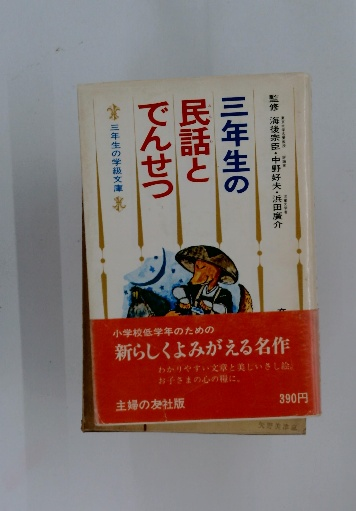 監修 海後宗臣・中野好夫・浜田廣介
三年生の
民話と
でんせつ
三年生の学級文庫
小学校低学年のための
新らしくよみがえる名作
わかりやすい文章と美しいさし絵。
お子さまの心の糧に。
主婦の友社版
390円